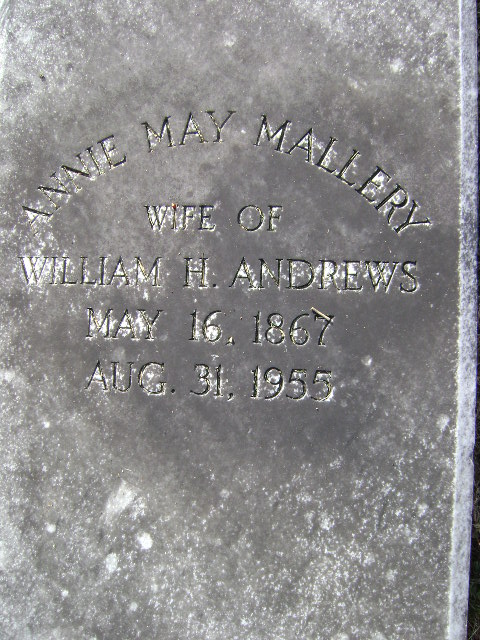 ANNIE MAY MALLERY
WIFE OF
WILLIAM H. ANDREWS
MAY 16, 1867
AUG. 31, 1955